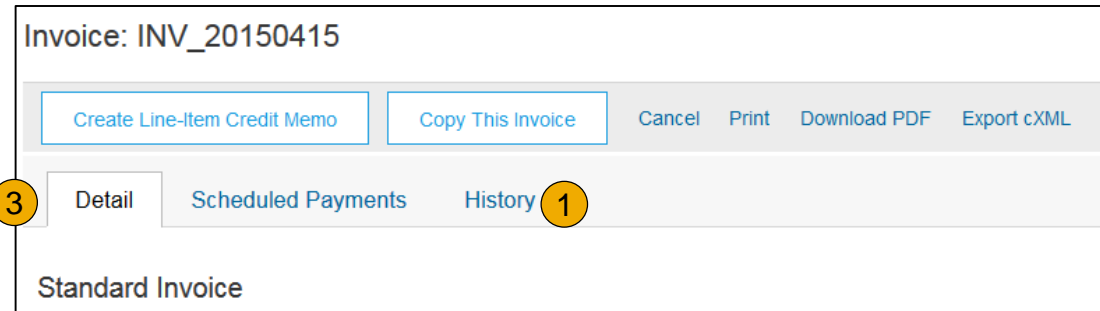 Invoice: INV_20150415
Create Line-Item Credit Memo Copy This Invoice Cancel Print Download PDF Export cXML
3 Detail Scheduled Payments History 1
Standard Invoice